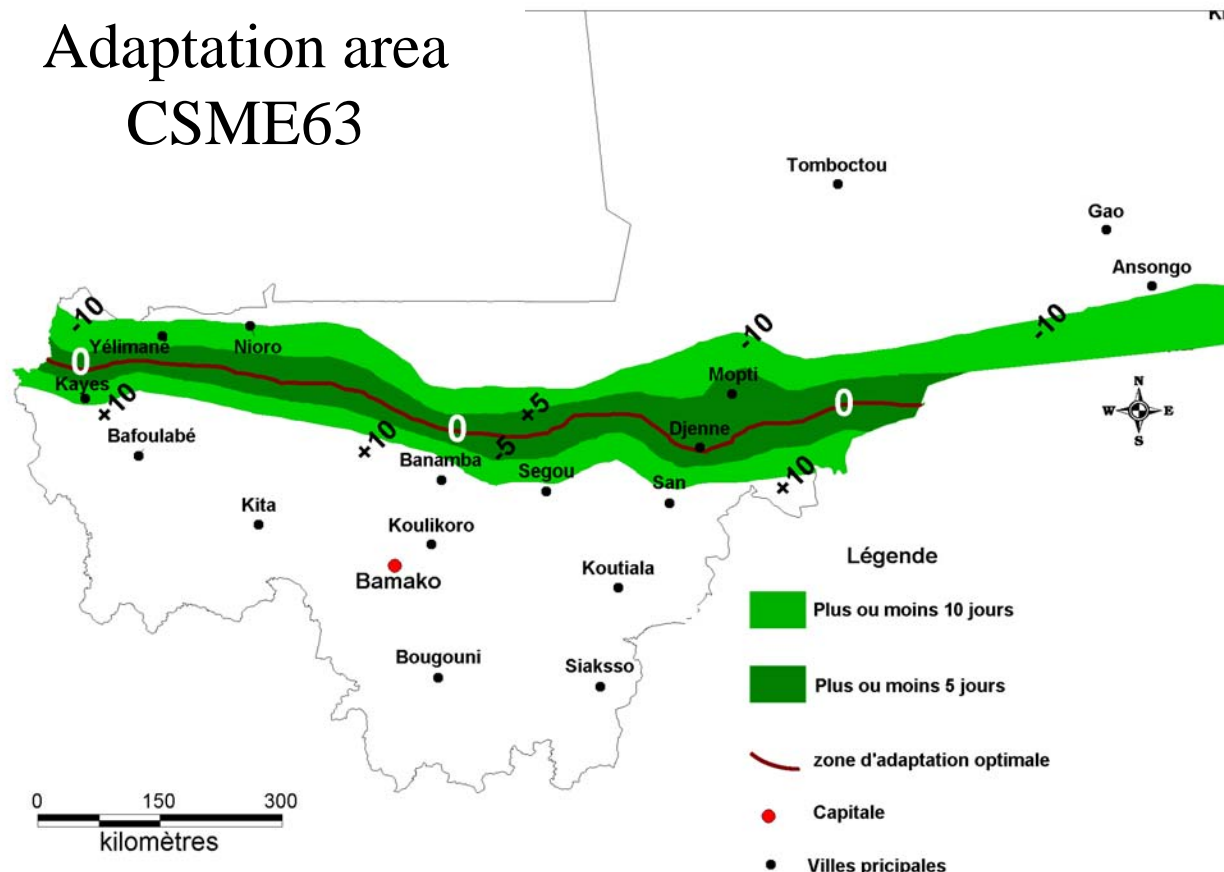 Adaptation area
CSME63
Tomboctou
Gao
Ansongo
-10
-10
-10
Yélimané
Nioro
0
Kayes
+10
Mopti
0
+5
Djenne
0
Bafoulabé
+10
-5
Banamba
Segou
San
+10
Kita
Koulikoro
Bamako
Koutiala
Bougouni
Siaksso
N
W
E
S
Légende
Plus ou moins 10 jours
Plus ou moins 5 jours
zone d'adaptation optimale
Capitale
Villes pricipales
0 150 300
kilomètres